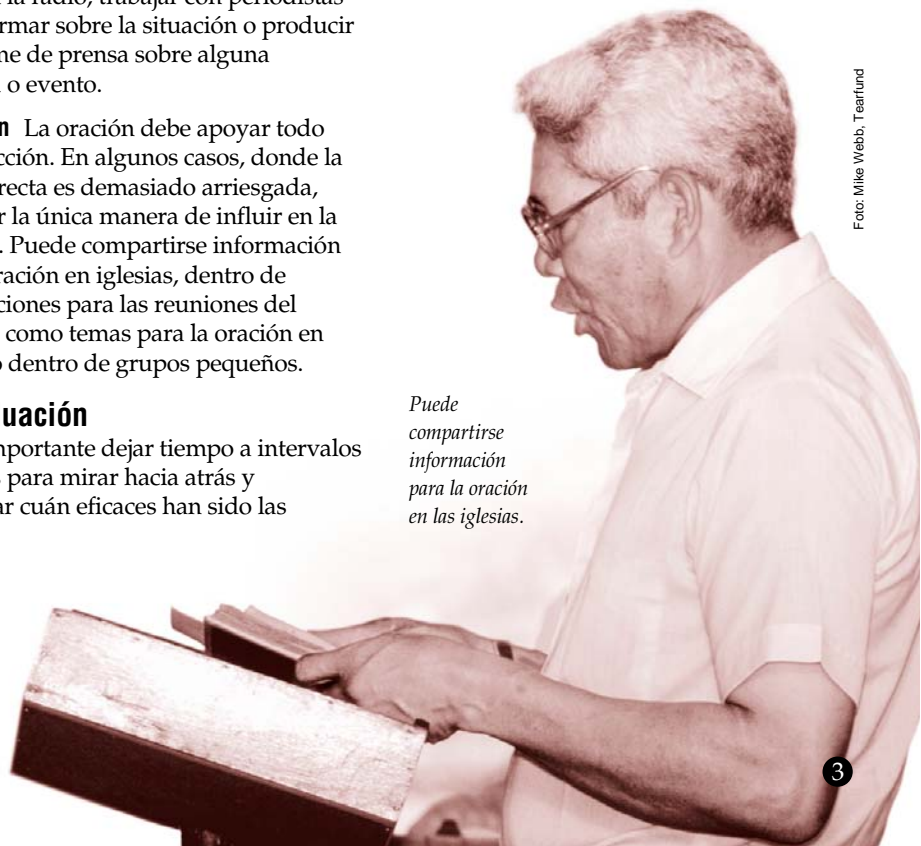 la radio, trabajar con periodistas
rmar sobre la situación o producir
me de prensa sobre alguna
o evento.
n La oración debe apoyar todo
cción. En algunos casos, donde la
recta es demasiado arriesgada,
r la única manera de influir en la
. Puede compartirse información
ración en iglesias, dentro de
ciones para las reuniones del
como temas para la oración en
o dentro de grupos pequeños.
uación
mportante dejar tiempo a intervalos
s para mirar hacia atrás y
ar cuán eficaces han sido las
Puede
compartirse
información
para la oración
en las iglesias.
Foto: Mike Webb, Tearfund
3